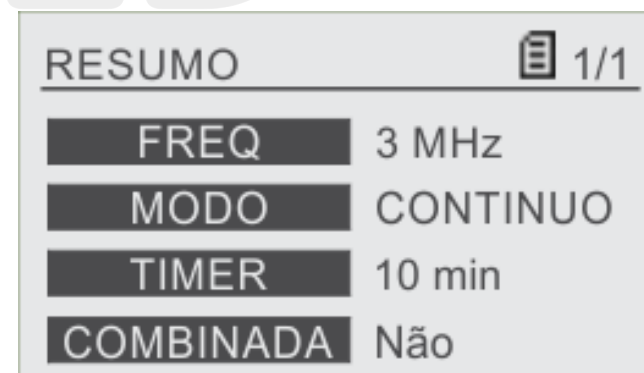 RESUMO 1/1
FREQ 3 MHz
MODO CONTINUO
TIMER 10 min
COMBINADA Não